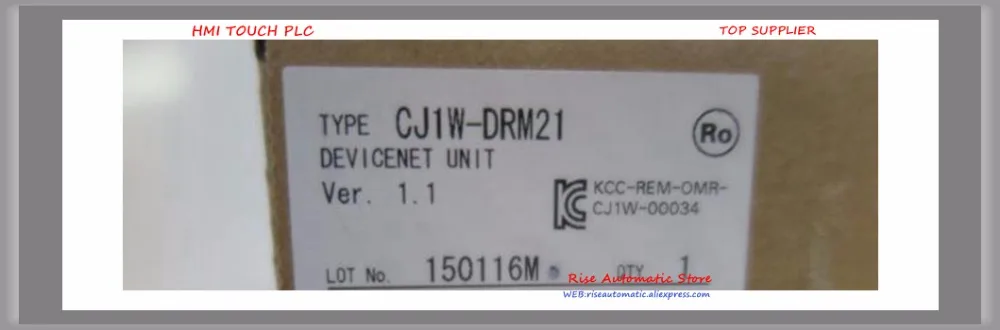 HMI TOUCH PLC
TOP SUPPLIER
TYPE CJ1W-DRM21
Ro
DEVICENET UNIT
Ver. 1.1
KCC-REM-OMR-
CJ1W-00034
LOT No. 150116M QTY 1
Rise Automatic Store
WEB:riseautomatic.aliexpress.com